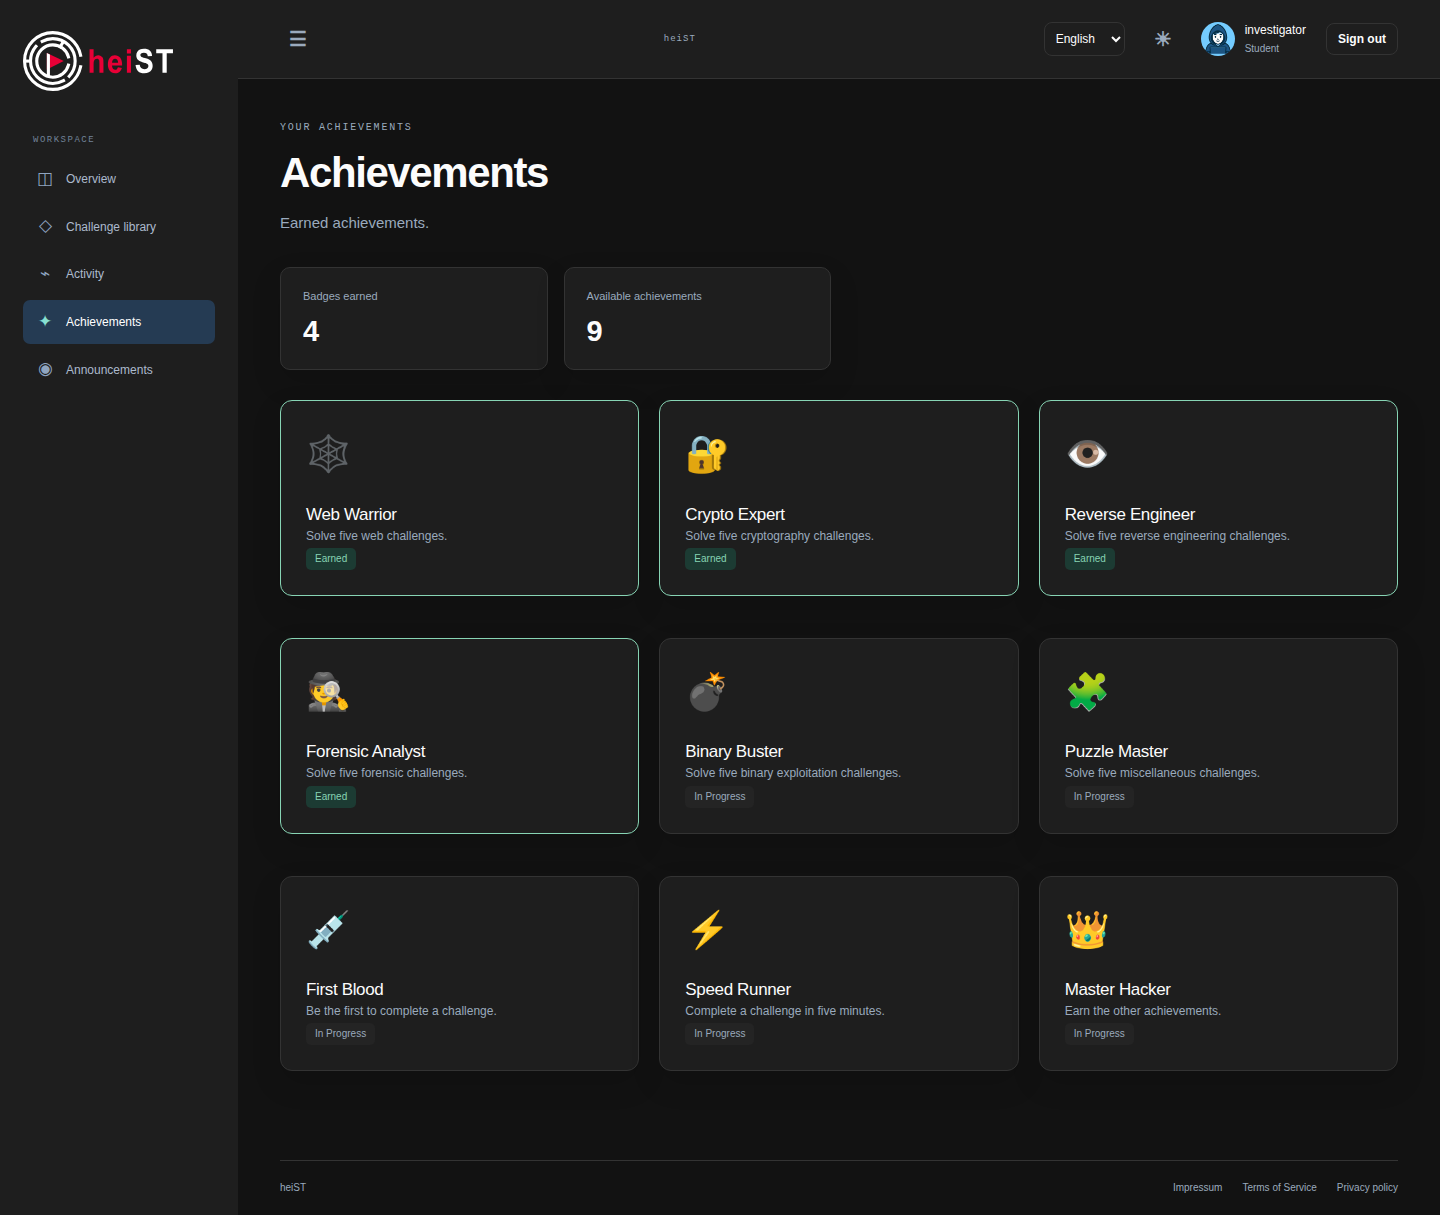 heiST
heiST
English
investigator
Student
Sign out
WORKSPACE
Overview
Challenge library
Activity
Achievements
Announcements
YOUR ACHIEVEMENTS
Achievements
Earned achievements.
Badges earned
4
Available achievements
9
Web Warrior
Solve five web challenges.
Earned
Crypto Expert
Solve five cryptography challenges.
Earned
Reverse Engineer
Solve five reverse engineering challenges.
Earned
Forensic Analyst
Solve five forensic challenges.
Earned
Binary Buster
Solve five binary exploitation challenges.
In Progress
Puzzle Master
Solve five miscellaneous challenges.
In Progress
First Blood
Be the first to complete a challenge.
In Progress
Speed Runner
Complete a challenge in five minutes.
In Progress
Master Hacker
Earn the other achievements.
In Progress
heiST
Impressum
Terms of Service
Privacy policy